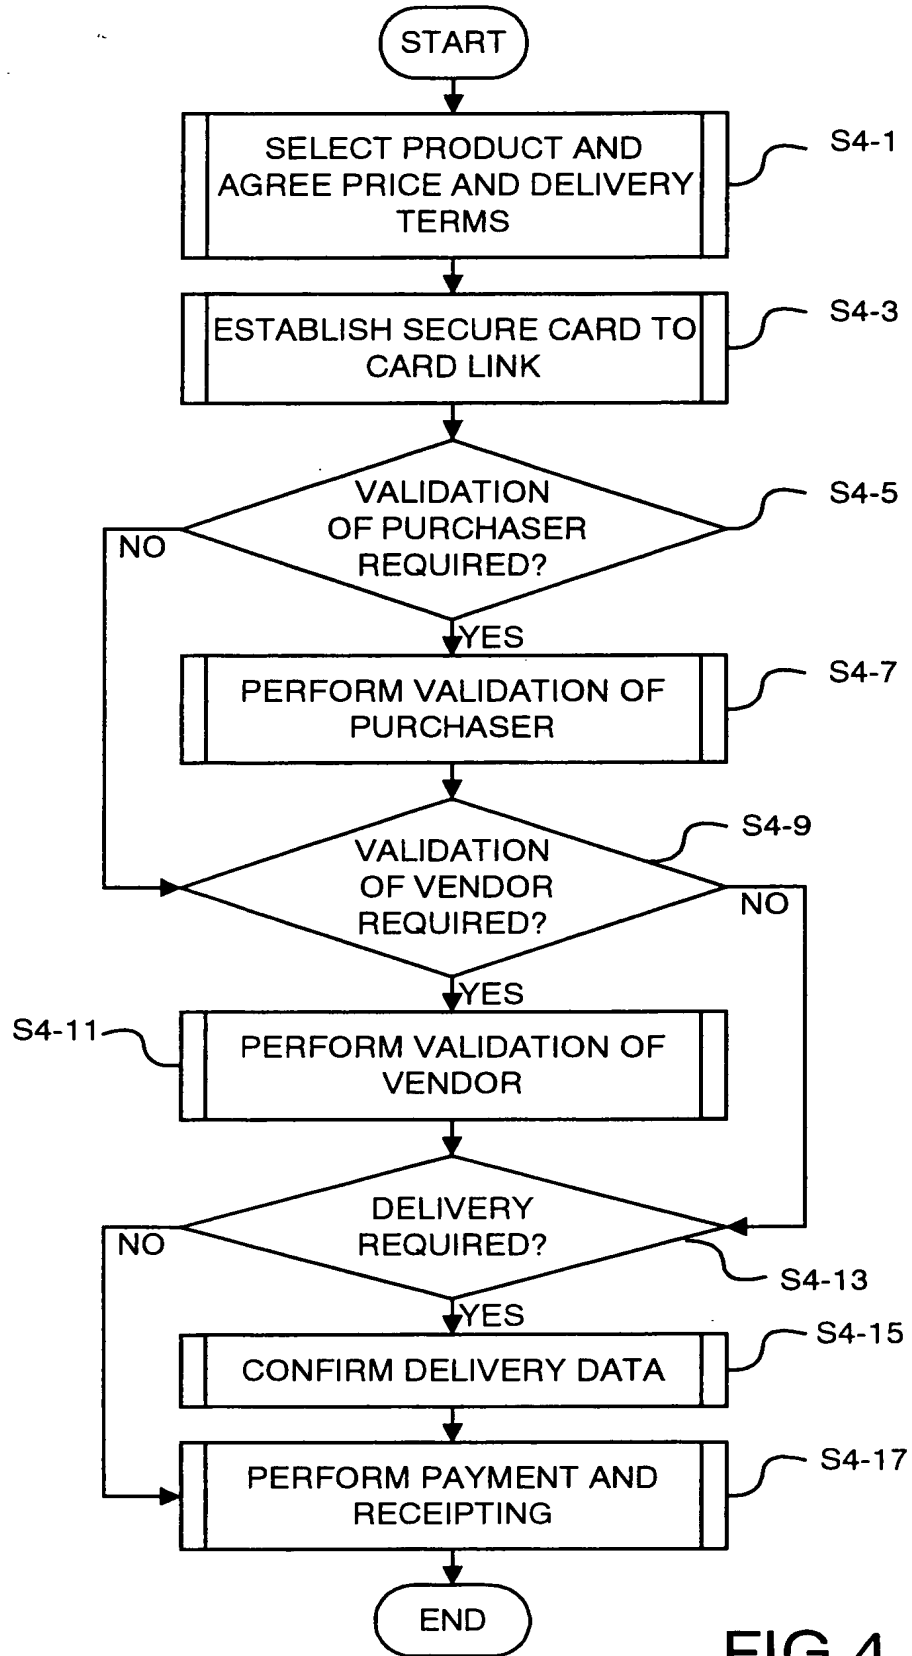 START
SELECT PRODUCT AND
AGREE PRICE AND DELIVERY
TERMS
S4-1
ESTABLISH SECURE CARD TO
CARD LINK
S4-3
VALIDATION
OF PURCHASER
REQUIRED?
S4-5
NO
YES
PERFORM VALIDATION OF
PURCHASER
S4-7
VALIDATION
OF VENDOR
REQUIRED?
S4-9
NO
YES
S4-11
PERFORM VALIDATION OF
VENDOR
DELIVERY
REQUIRED?
NO
S4-13
YES
CONFIRM DELIVERY DATA
S4-15
PERFORM PAYMENT AND
RECEIPTING
S4-17
END
FIG 4